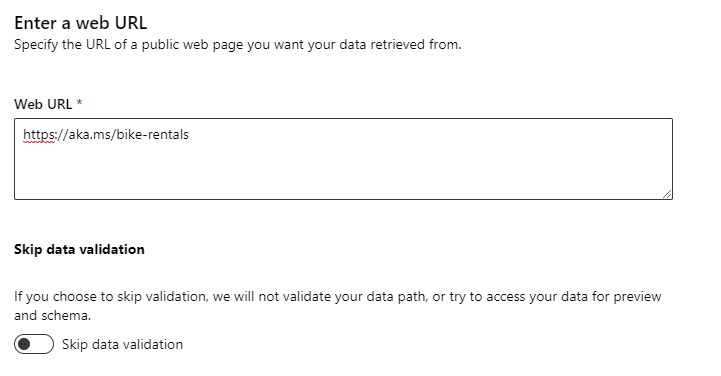 Enter a web URL
Specify the URL of a public web page you want your data retrieved from.
Web URL *
https://aka.ms/bike-rentals
Skip data validation
If you choose to skip validation, we will not validate your data path, or try to access your data for preview
and schema.
Skip data validation